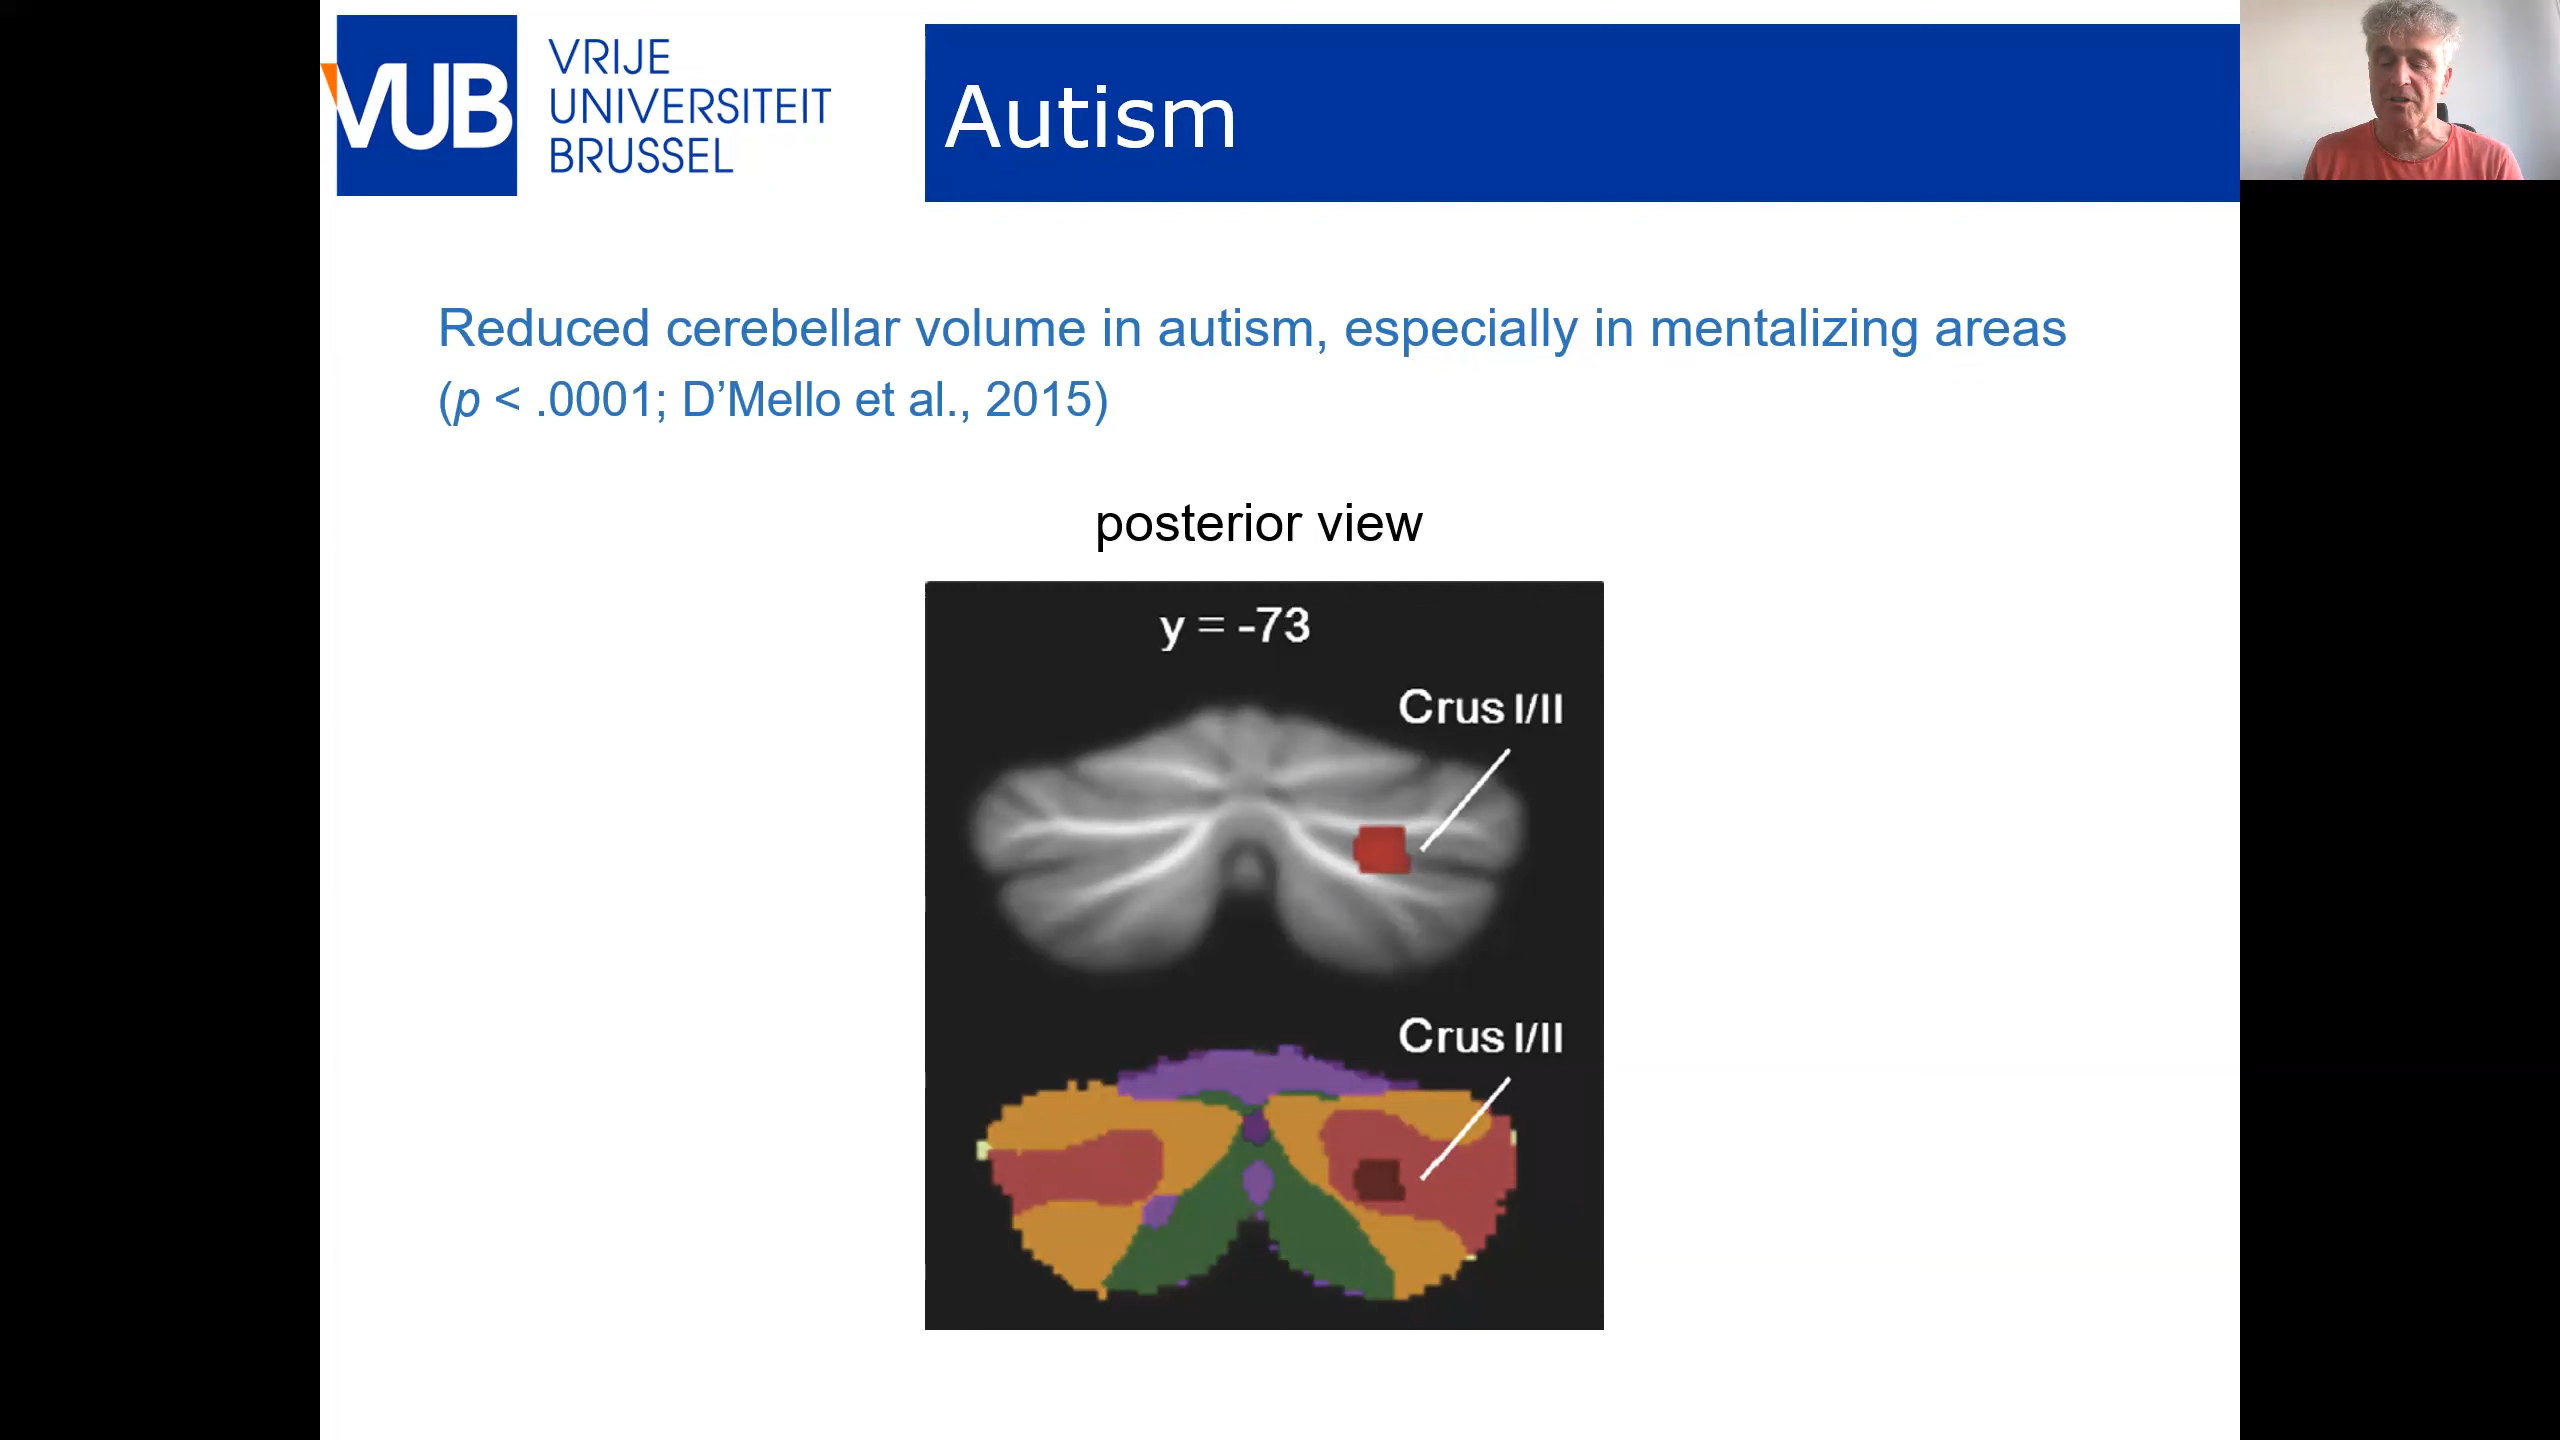 VUB
VRIJE
UNIVERSITEIT
BRUSSEL
Autism
Reduced cerebellar volume in autism, especially in mentalizing areas
(p < .0001; D’Mello et al., 2015)
posterior view
y = -73
Crus I/II
Crus I/II